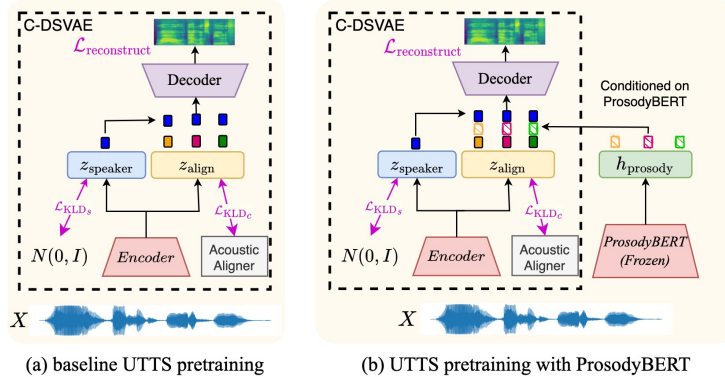 C-DSVAE
ℒreconstruct
Decoder
zspeaker
zalign
ℒKLDs
ℒKLDc
N(0, I)
Encoder
Acoustic
Aligner
X
(a) baseline UTTS pretraining
C-DSVAE
ℒreconstruct
Decoder
Conditioned on
ProsodyBERT
zspeaker
zalign
hprosody
ℒKLDs
ℒKLDc
N(0, I)
Encoder
Acoustic
Aligner
ProsodyBERT
(Frozen)
X
(b) UTTS pretraining with ProsodyBERT